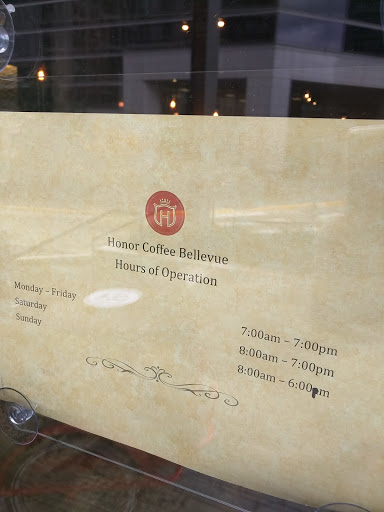 H
Honor Coffee Bellevue
Hours of Operation
Monday – Friday 7:00am – 7:00pm
Saturday 8:00am – 7:00pm
Sunday 8:00am – 6:00pm